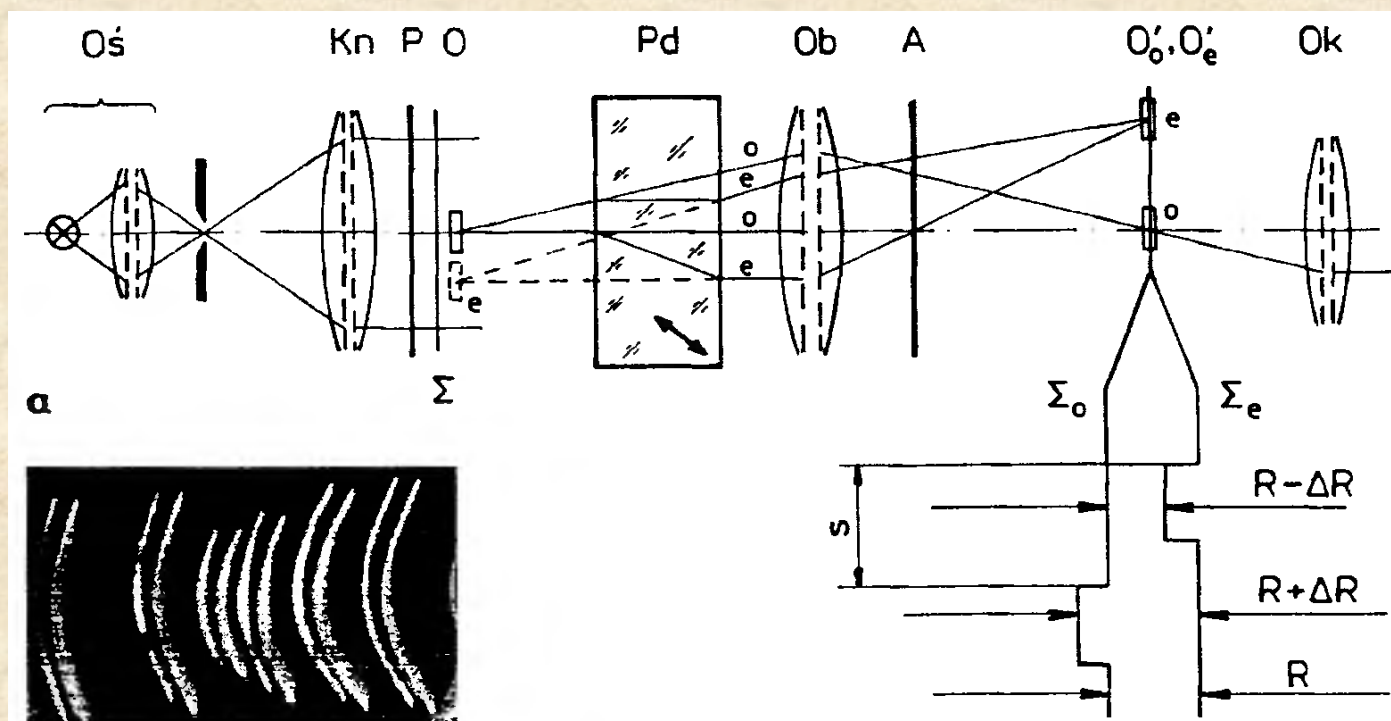 Oś Kn P O Pd Ob A O'o, O'e Ok
e
o e o e
o
e
Σ
a
Σo Σe
s
R-ΔR
R+ΔR
R